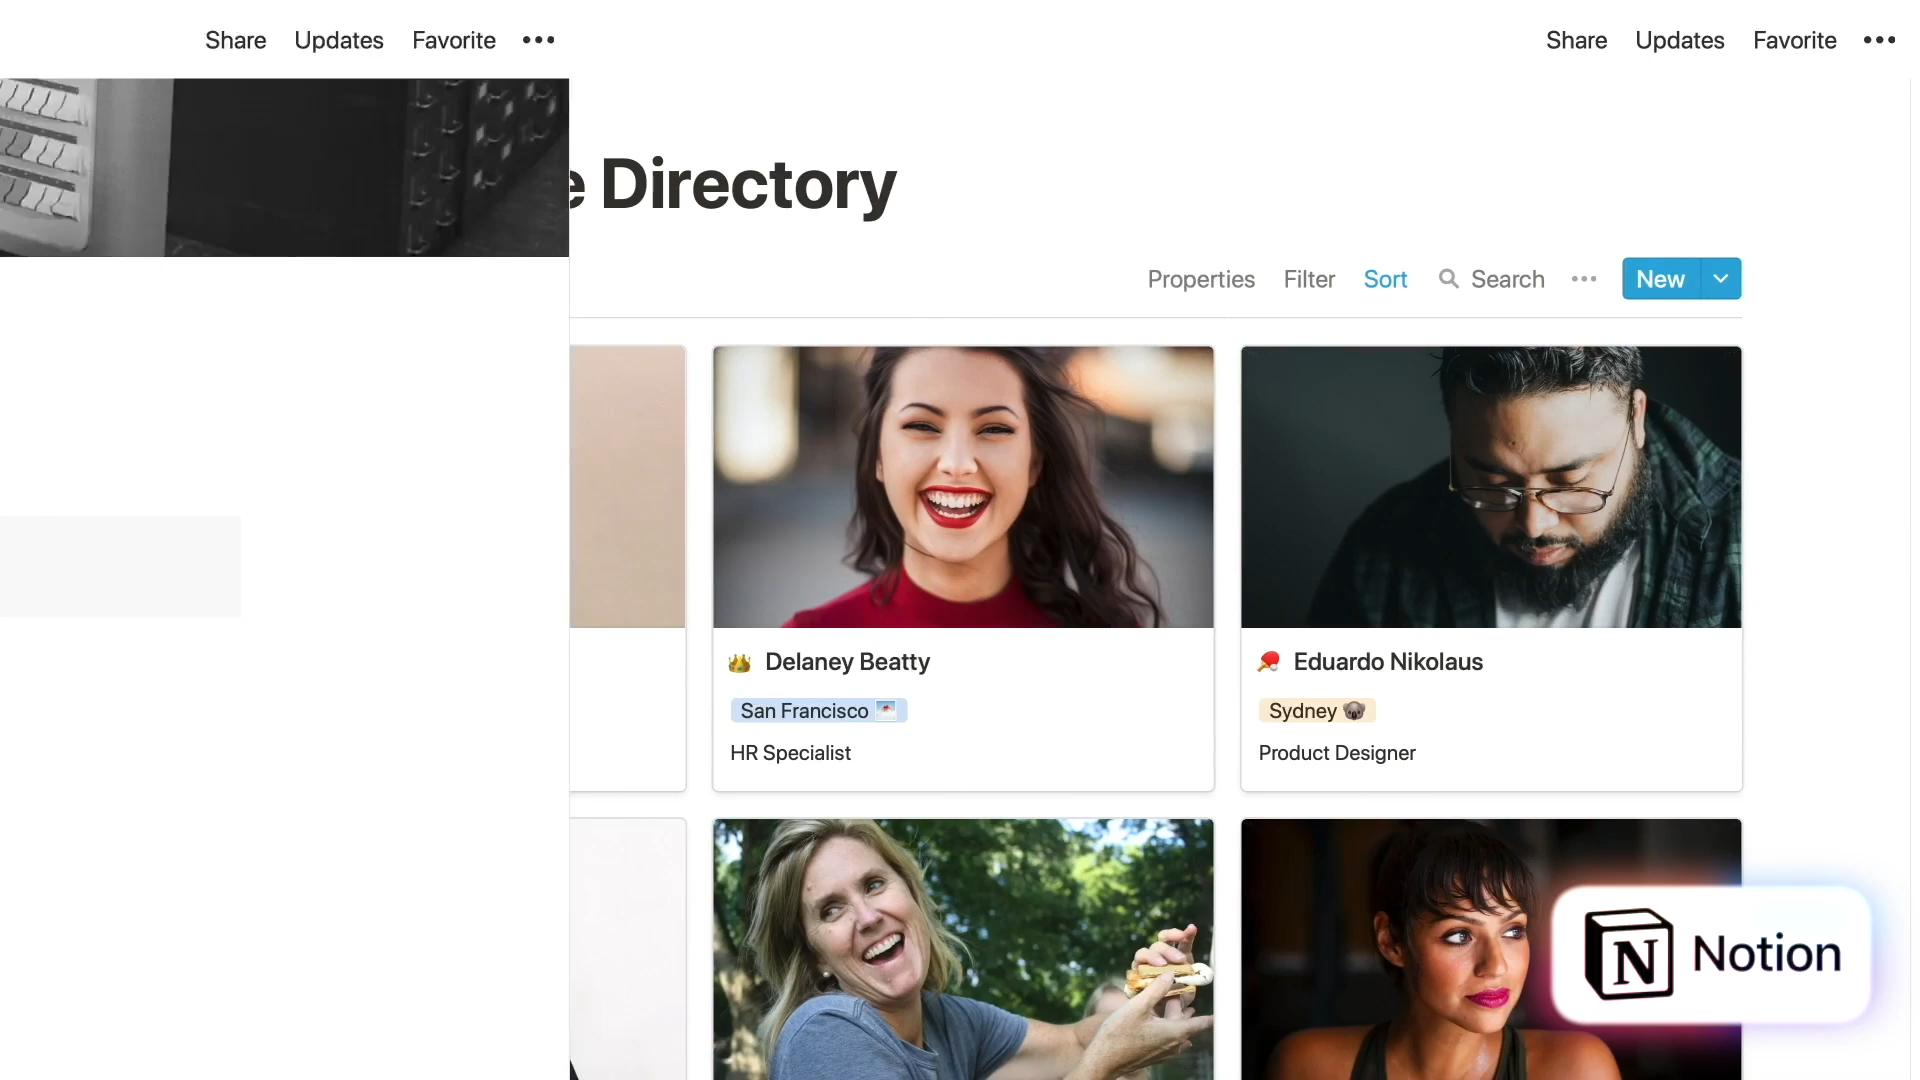 Share Updates Favorite •••
Share Updates Favorite •••
e Directory
Properties Filter Sort Search ••• New
Delaney Beatty
Eduardo Nikolaus
San Francisco
Sydney
HR Specialist
Product Designer
N Notion